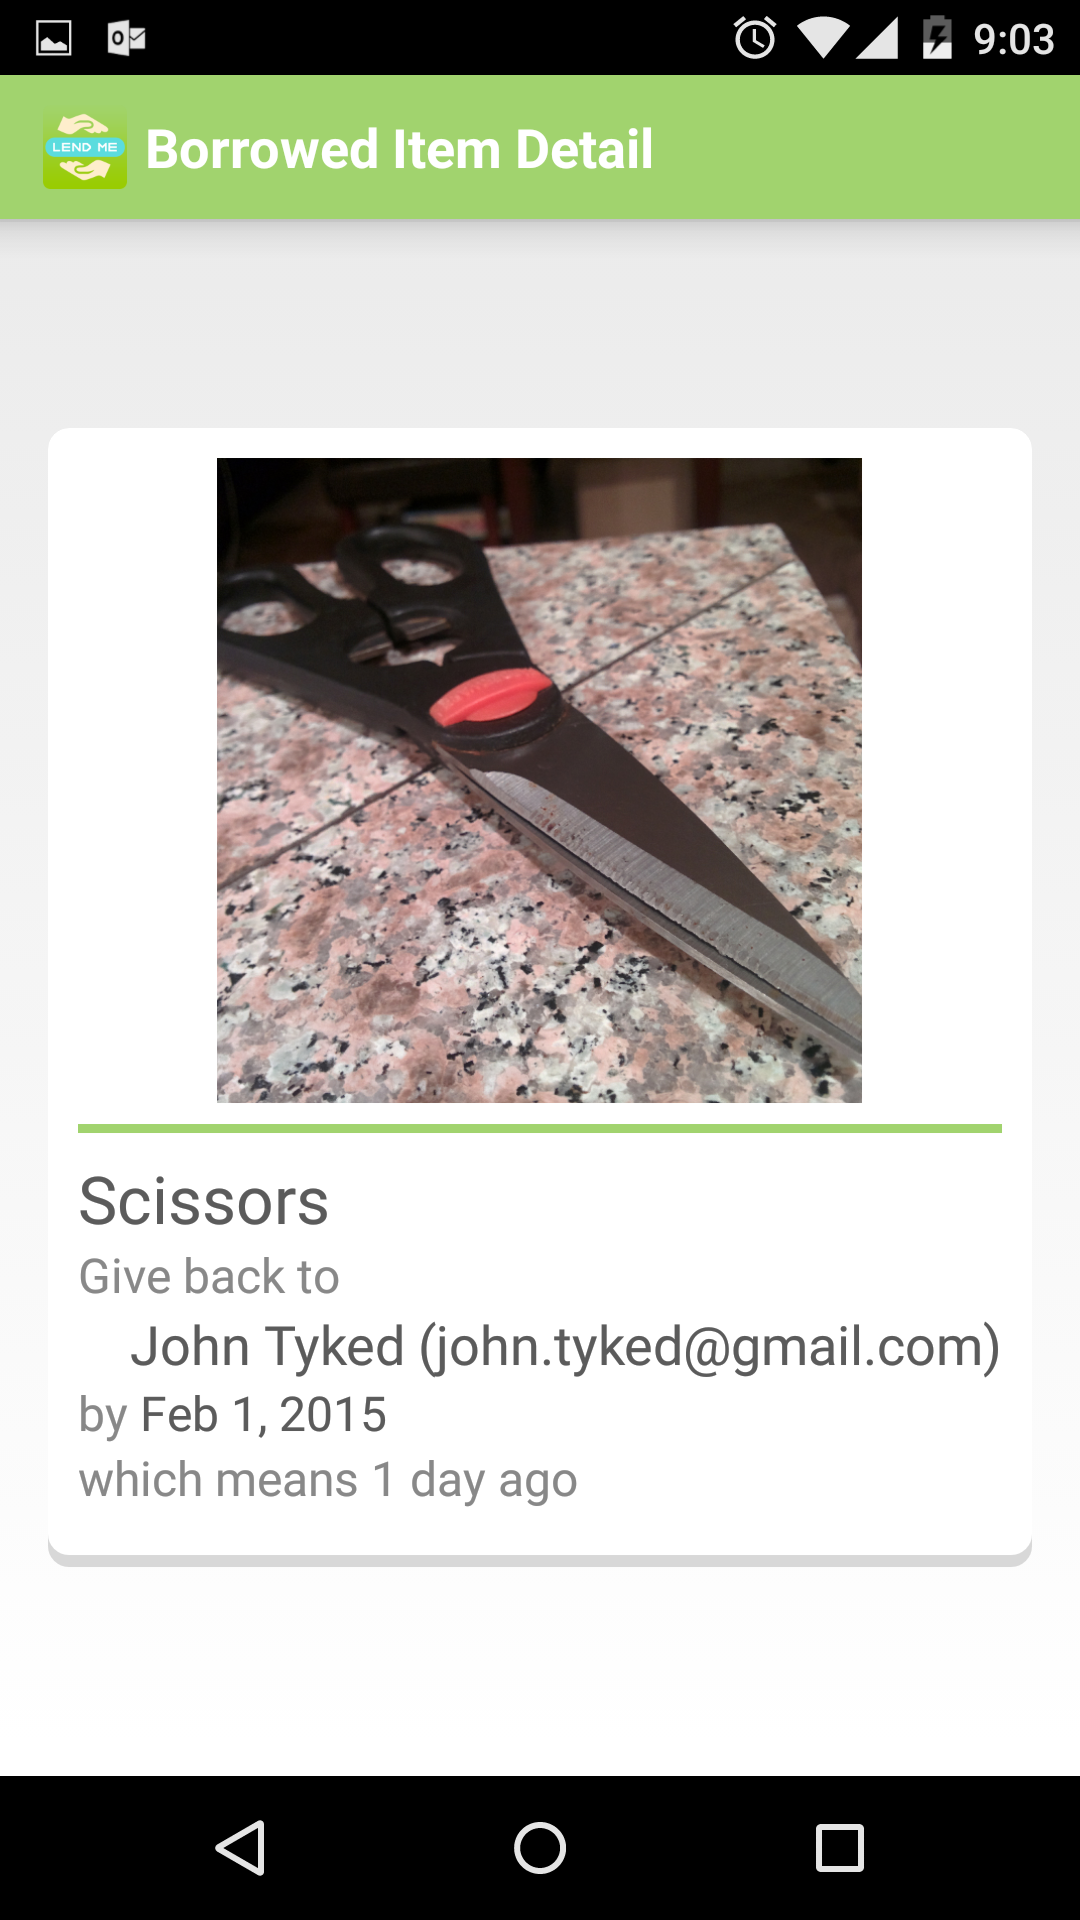 9:03
LEND ME
Borrowed Item Detail
Scissors
Give back to
John Tyked (john.tyked@gmail.com)
by Feb 1, 2015
which means 1 day ago